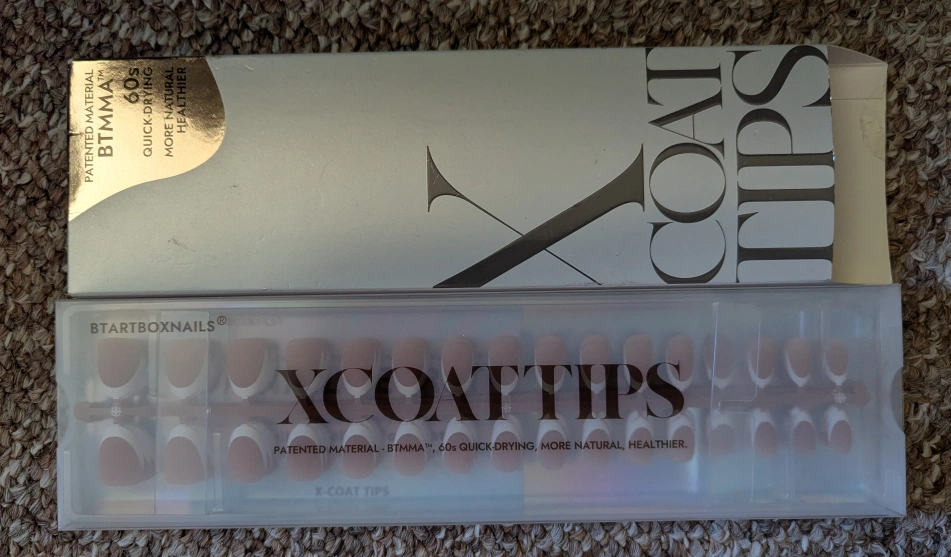 PATENTED MATERIAL
BTMMA™
60s
QUICK-DRYING
MORE NATURAL
HEALTHIER
X
COAT
TIPS
BTARTBOXNAILS®
XCOATTIPS
PATENTED MATERIAL - BTMMA™, 60s QUICK-DRYING, MORE NATURAL, HEALTHIER.
X-COAT TIPS